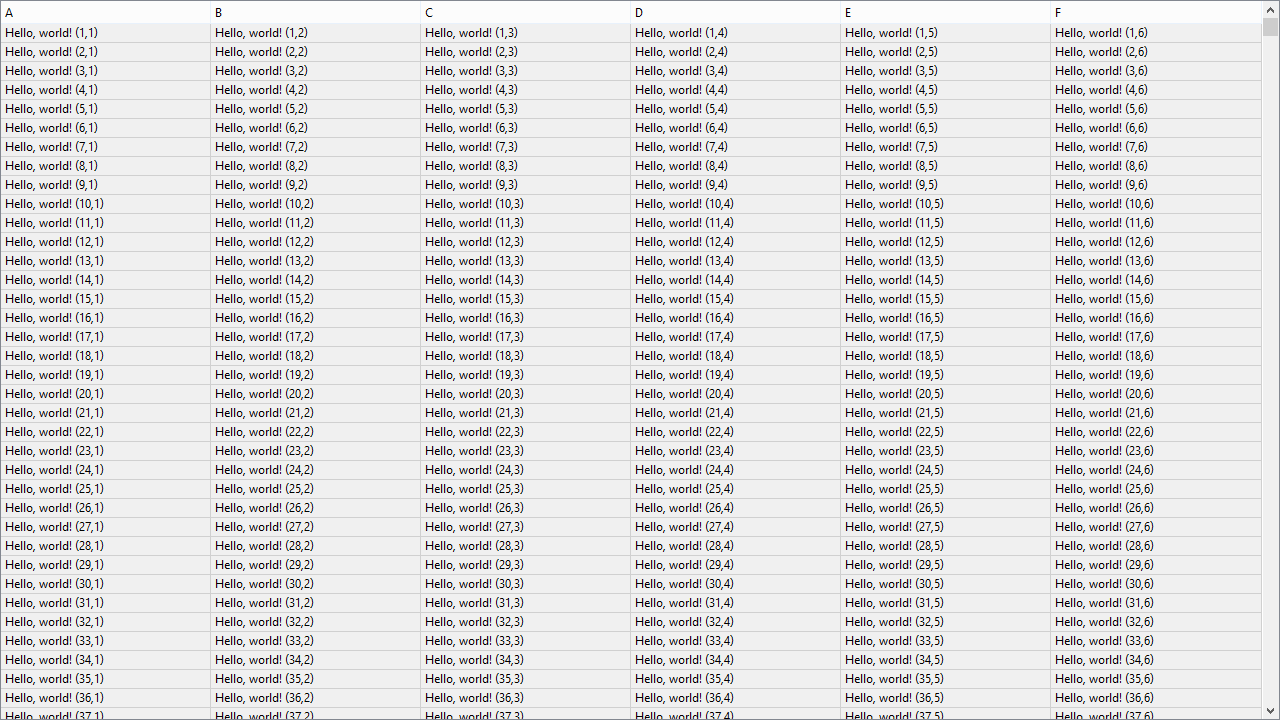 A B C D E F
Hello, world! (1,1) Hello, world! (1,2) Hello, world! (1,3) Hello, world! (1,4) Hello, world! (1,5) Hello, world! (1,6)
Hello, world! (2,1) Hello, world! (2,2) Hello, world! (2,3) Hello, world! (2,4) Hello, world! (2,5) Hello, world! (2,6)
Hello, world! (3,1) Hello, world! (3,2) Hello, world! (3,3) Hello, world! (3,4) Hello, world! (3,5) Hello, world! (3,6)
Hello, world! (4,1) Hello, world! (4,2) Hello, world! (4,3) Hello, world! (4,4) Hello, world! (4,5) Hello, world! (4,6)
Hello, world! (5,1) Hello, world! (5,2) Hello, world! (5,3) Hello, world! (5,4) Hello, world! (5,5) Hello, world! (5,6)
Hello, world! (6,1) Hello, world! (6,2) Hello, world! (6,3) Hello, world! (6,4) Hello, world! (6,5) Hello, world! (6,6)
Hello, world! (7,1) Hello, world! (7,2) Hello, world! (7,3) Hello, world! (7,4) Hello, world! (7,5) Hello, world! (7,6)
Hello, world! (8,1) Hello, world! (8,2) Hello, world! (8,3) Hello, world! (8,4) Hello, world! (8,5) Hello, world! (8,6)
Hello, world! (9,1) Hello, world! (9,2) Hello, world! (9,3) Hello, world! (9,4) Hello, world! (9,5) Hello, world! (9,6)
Hello, world! (10,1) Hello, world! (10,2) Hello, world! (10,3) Hello, world! (10,4) Hello, world! (10,5) Hello, world! (10,6)
Hello, world! (11,1) Hello, world! (11,2) Hello, world! (11,3) Hello, world! (11,4) Hello, world! (11,5) Hello, world! (11,6)
Hello, world! (12,1) Hello, world! (12,2) Hello, world! (12,3) Hello, world! (12,4) Hello, world! (12,5) Hello, world! (12,6)
Hello, world! (13,1) Hello, world! (13,2) Hello, world! (13,3) Hello, world! (13,4) Hello, world! (13,5) Hello, world! (13,6)
Hello, world! (14,1) Hello, world! (14,2) Hello, world! (14,3) Hello, world! (14,4) Hello, world! (14,5) Hello, world! (14,6)
Hello, world! (15,1) Hello, world! (15,2) Hello, world! (15,3) Hello, world! (15,4) Hello, world! (15,5) Hello, world! (15,6)
Hello, world! (16,1) Hello, world! (16,2) Hello, world! (16,3) Hello, world! (16,4) Hello, world! (16,5) Hello, world! (16,6)
Hello, world! (17,1) Hello, world! (17,2) Hello, world! (17,3) Hello, world! (17,4) Hello, world! (17,5) Hello, world! (17,6)
Hello, world! (18,1) Hello, world! (18,2) Hello, world! (18,3) Hello, world! (18,4) Hello, world! (18,5) Hello, world! (18,6)
Hello, world! (19,1) Hello, world! (19,2) Hello, world! (19,3) Hello, world! (19,4) Hello, world! (19,5) Hello, world! (19,6)
Hello, world! (20,1) Hello, world! (20,2) Hello, world! (20,3) Hello, world! (20,4) Hello, world! (20,5) Hello, world! (20,6)
Hello, world! (21,1) Hello, world! (21,2) Hello, world! (21,3) Hello, world! (21,4) Hello, world! (21,5) Hello, world! (21,6)
Hello, world! (22,1) Hello, world! (22,2) Hello, world! (22,3) Hello, world! (22,4) Hello, world! (22,5) Hello, world! (22,6)
Hello, world! (23,1) Hello, world! (23,2) Hello, world! (23,3) Hello, world! (23,4) Hello, world! (23,5) Hello, world! (23,6)
Hello, world! (24,1) Hello, world! (24,2) Hello, world! (24,3) Hello, world! (24,4) Hello, world! (24,5) Hello, world! (24,6)
Hello, world! (25,1) Hello, world! (25,2) Hello, world! (25,3) Hello, world! (25,4) Hello, world! (25,5) Hello, world! (25,6)
Hello, world! (26,1) Hello, world! (26,2) Hello, world! (26,3) Hello, world! (26,4) Hello, world! (26,5) Hello, world! (26,6)
Hello, world! (27,1) Hello, world! (27,2) Hello, world! (27,3) Hello, world! (27,4) Hello, world! (27,5) Hello, world! (27,6)
Hello, world! (28,1) Hello, world! (28,2) Hello, world! (28,3) Hello, world! (28,4) Hello, world! (28,5) Hello, world! (28,6)
Hello, world! (29,1) Hello, world! (29,2) Hello, world! (29,3) Hello, world! (29,4) Hello, world! (29,5) Hello, world! (29,6)
Hello, world! (30,1) Hello, world! (30,2) Hello, world! (30,3) Hello, world! (30,4) Hello, world! (30,5) Hello, world! (30,6)
Hello, world! (31,1) Hello, world! (31,2) Hello, world! (31,3) Hello, world! (31,4) Hello, world! (31,5) Hello, world! (31,6)
Hello, world! (32,1) Hello, world! (32,2) Hello, world! (32,3) Hello, world! (32,4) Hello, world! (32,5) Hello, world! (32,6)
Hello, world! (33,1) Hello, world! (33,2) Hello, world! (33,3) Hello, world! (33,4) Hello, world! (33,5) Hello, world! (33,6)
Hello, world! (34,1) Hello, world! (34,2) Hello, world! (34,3) Hello, world! (34,4) Hello, world! (34,5) Hello, world! (34,6)
Hello, world! (35,1) Hello, world! (35,2) Hello, world! (35,3) Hello, world! (35,4) Hello, world! (35,5) Hello, world! (35,6)
Hello, world! (36,1) Hello, world! (36,2) Hello, world! (36,3) Hello, world! (36,4) Hello, world! (36,5) Hello, world! (36,6)
Hello, world! (37,1) Hello, world! (37,2) Hello, world! (37,3) Hello, world! (37,4) Hello, world! (37,5) Hello, world! (37,6)